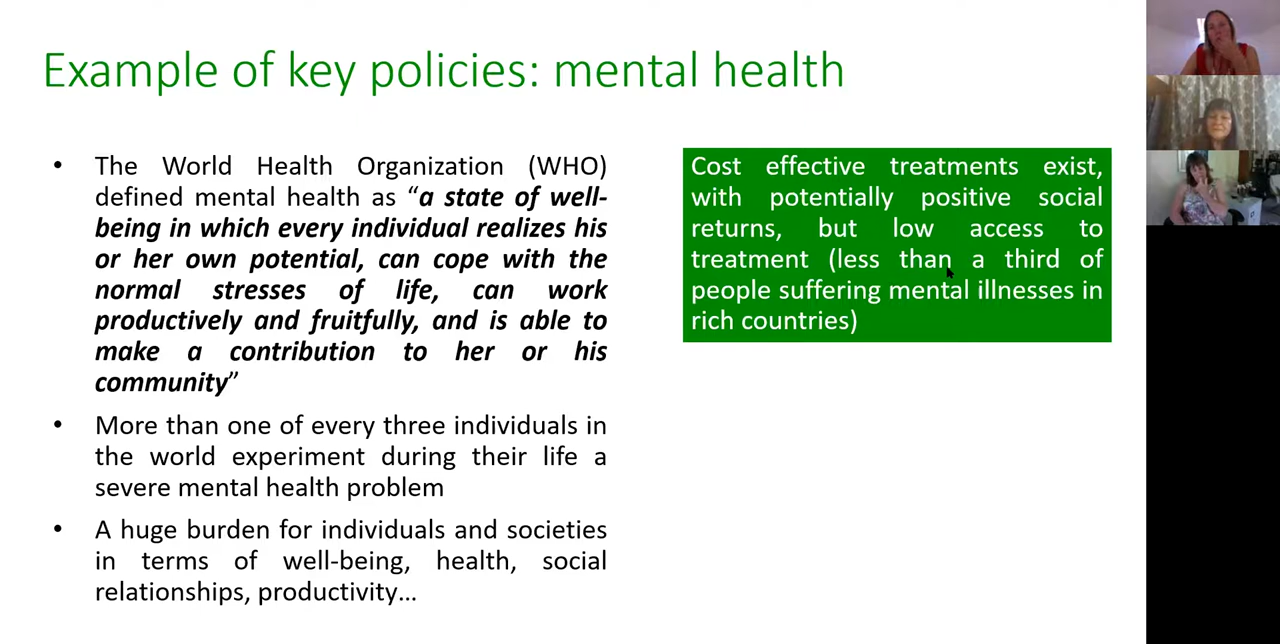 Example of key policies: mental health
• The World Health Organization (WHO)
defined mental health as “a state of well-
being in which every individual realizes his
or her own potential, can cope with the
normal stresses of life, can work
productively and fruitfully, and is able to
make a contribution to her or his
community”
• More than one of every three individuals in
the world experiment during their life a
severe mental health problem
• A huge burden for individuals and societies
in terms of well-being, health, social
relationships, productivity…
Cost effective treatments exist,
with potentially positive social
returns, but low access to
treatment (less than a third of
people suffering mental illnesses in
rich countries)